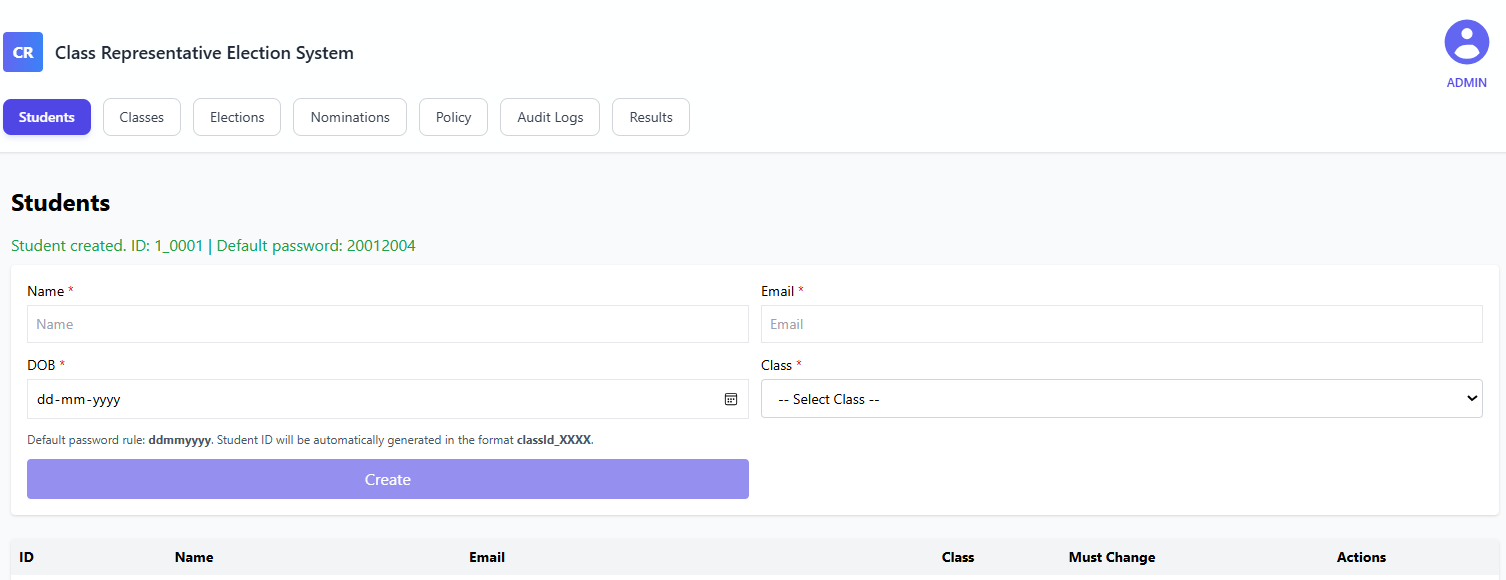 CR Class Representative Election System
ADMIN
Students Classes Elections Nominations Policy Audit Logs Results
Students
Student created. ID: 1_0001 | Default password: 20012004
Name * Email *
Name Email
DOB * Class *
dd-mm-yyyy -- Select Class --
Default password rule: ddmmyyyy. Student ID will be automatically generated in the format classId_XXXX.
Create
ID Name Email Class Must Change Actions